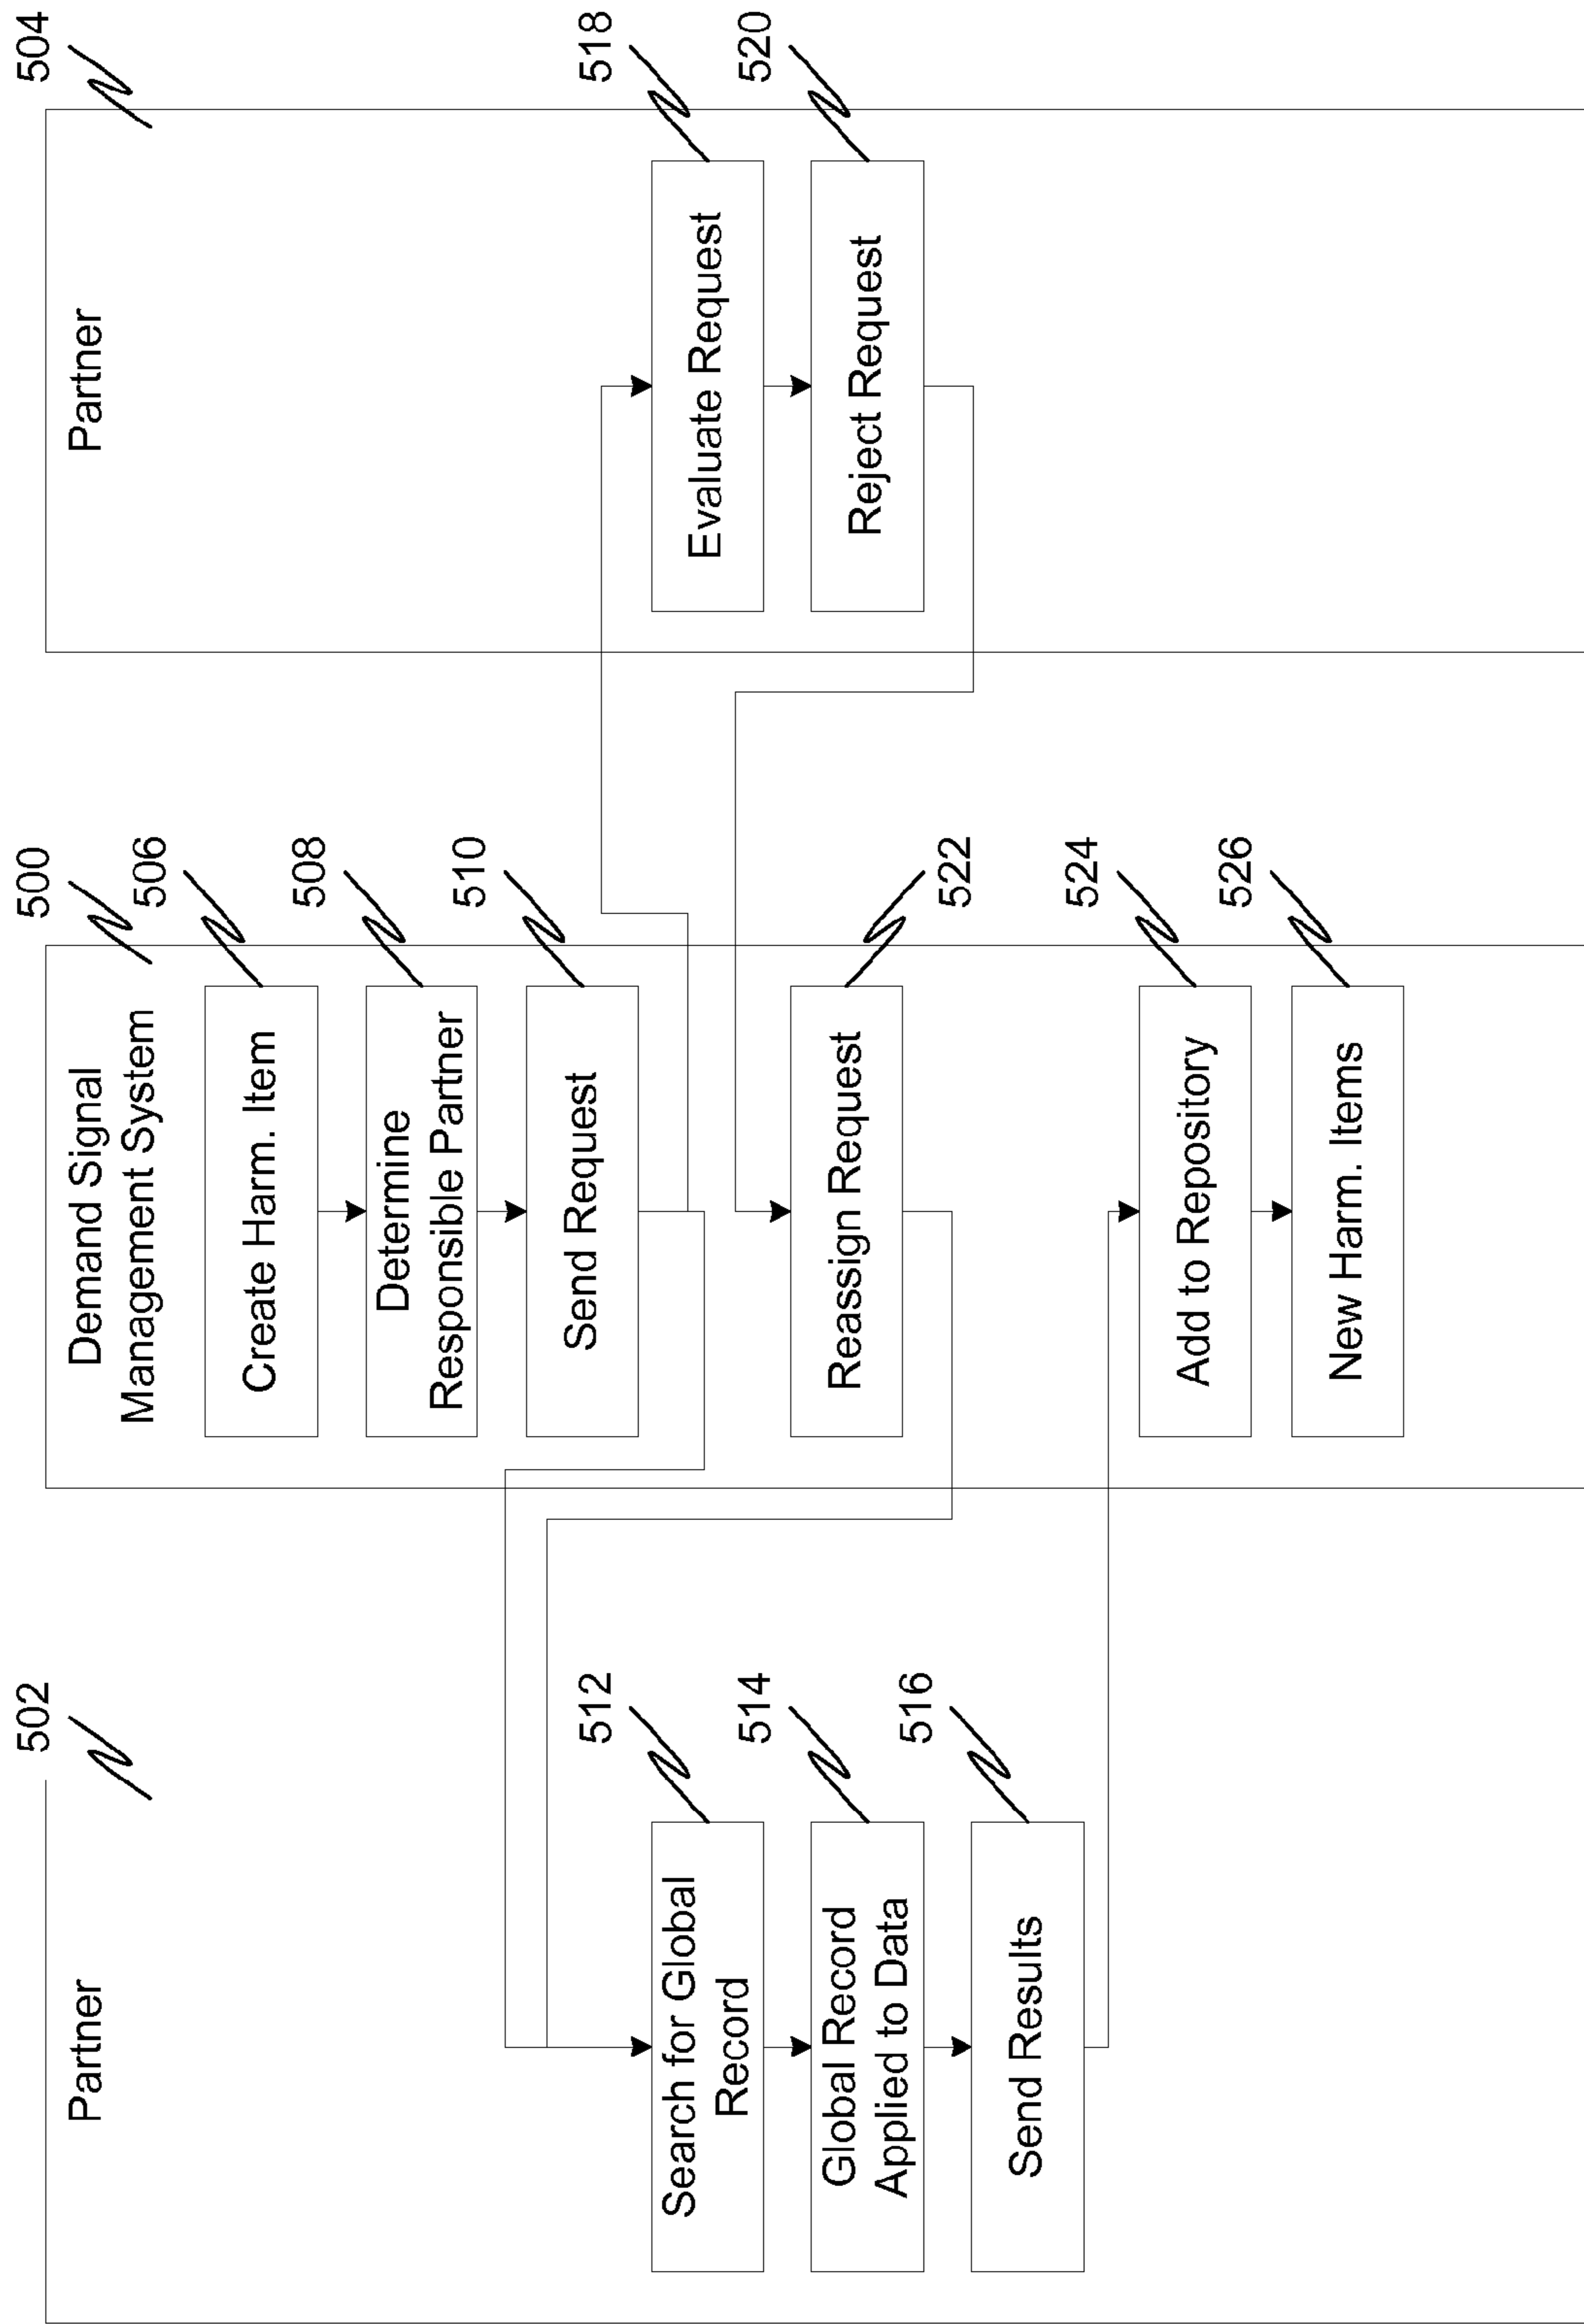 502
Partner
512
Search for Global
Record
514
Global Record
Applied to Data
516
Send Results
500
Demand Signal
Management System
506
Create Harm. Item
508
Determine
Responsible Partner
510
Send Request
522
Reassign Request
524
Add to Repository
526
New Harm. Items
504
Partner
518
Evaluate Request
520
Reject Request